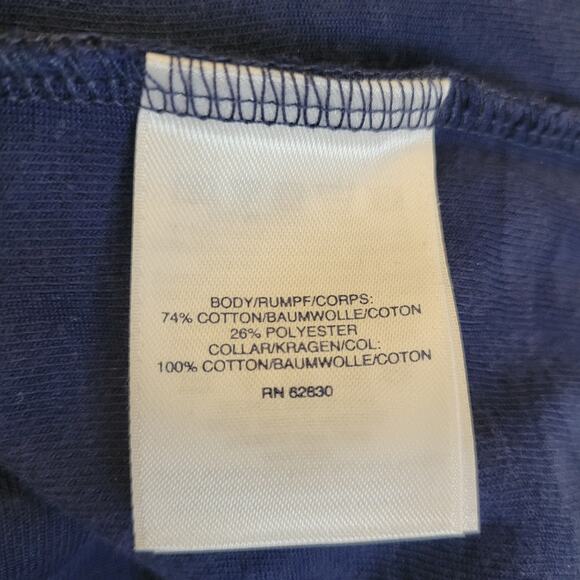 BODY/RUMPF/CORPS:
74% COTTON/BAUMWOLLE/COTON
26% POLYESTER
COLLAR/KRAGEN/COL:
100% COTTON/BAUMWOLLE/COTON
RN 62830